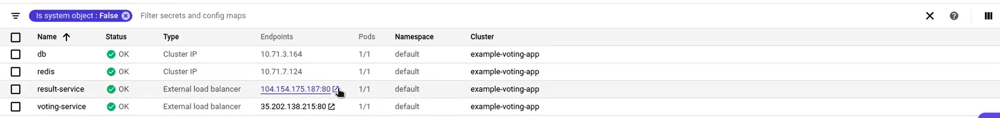 Is system object : False Filter secrets and config maps
Name Status Type Endpoints Pods Namespace Cluster
db OK Cluster IP 10.71.3.164 1/1 default example-voting-app
redis OK Cluster IP 10.71.7.124 1/1 default example-voting-app
result-service OK External load balancer 104.154.175.187:80 1/1 default example-voting-app
voting-service OK External load balancer 35.202.138.215:80 1/1 default example-voting-app